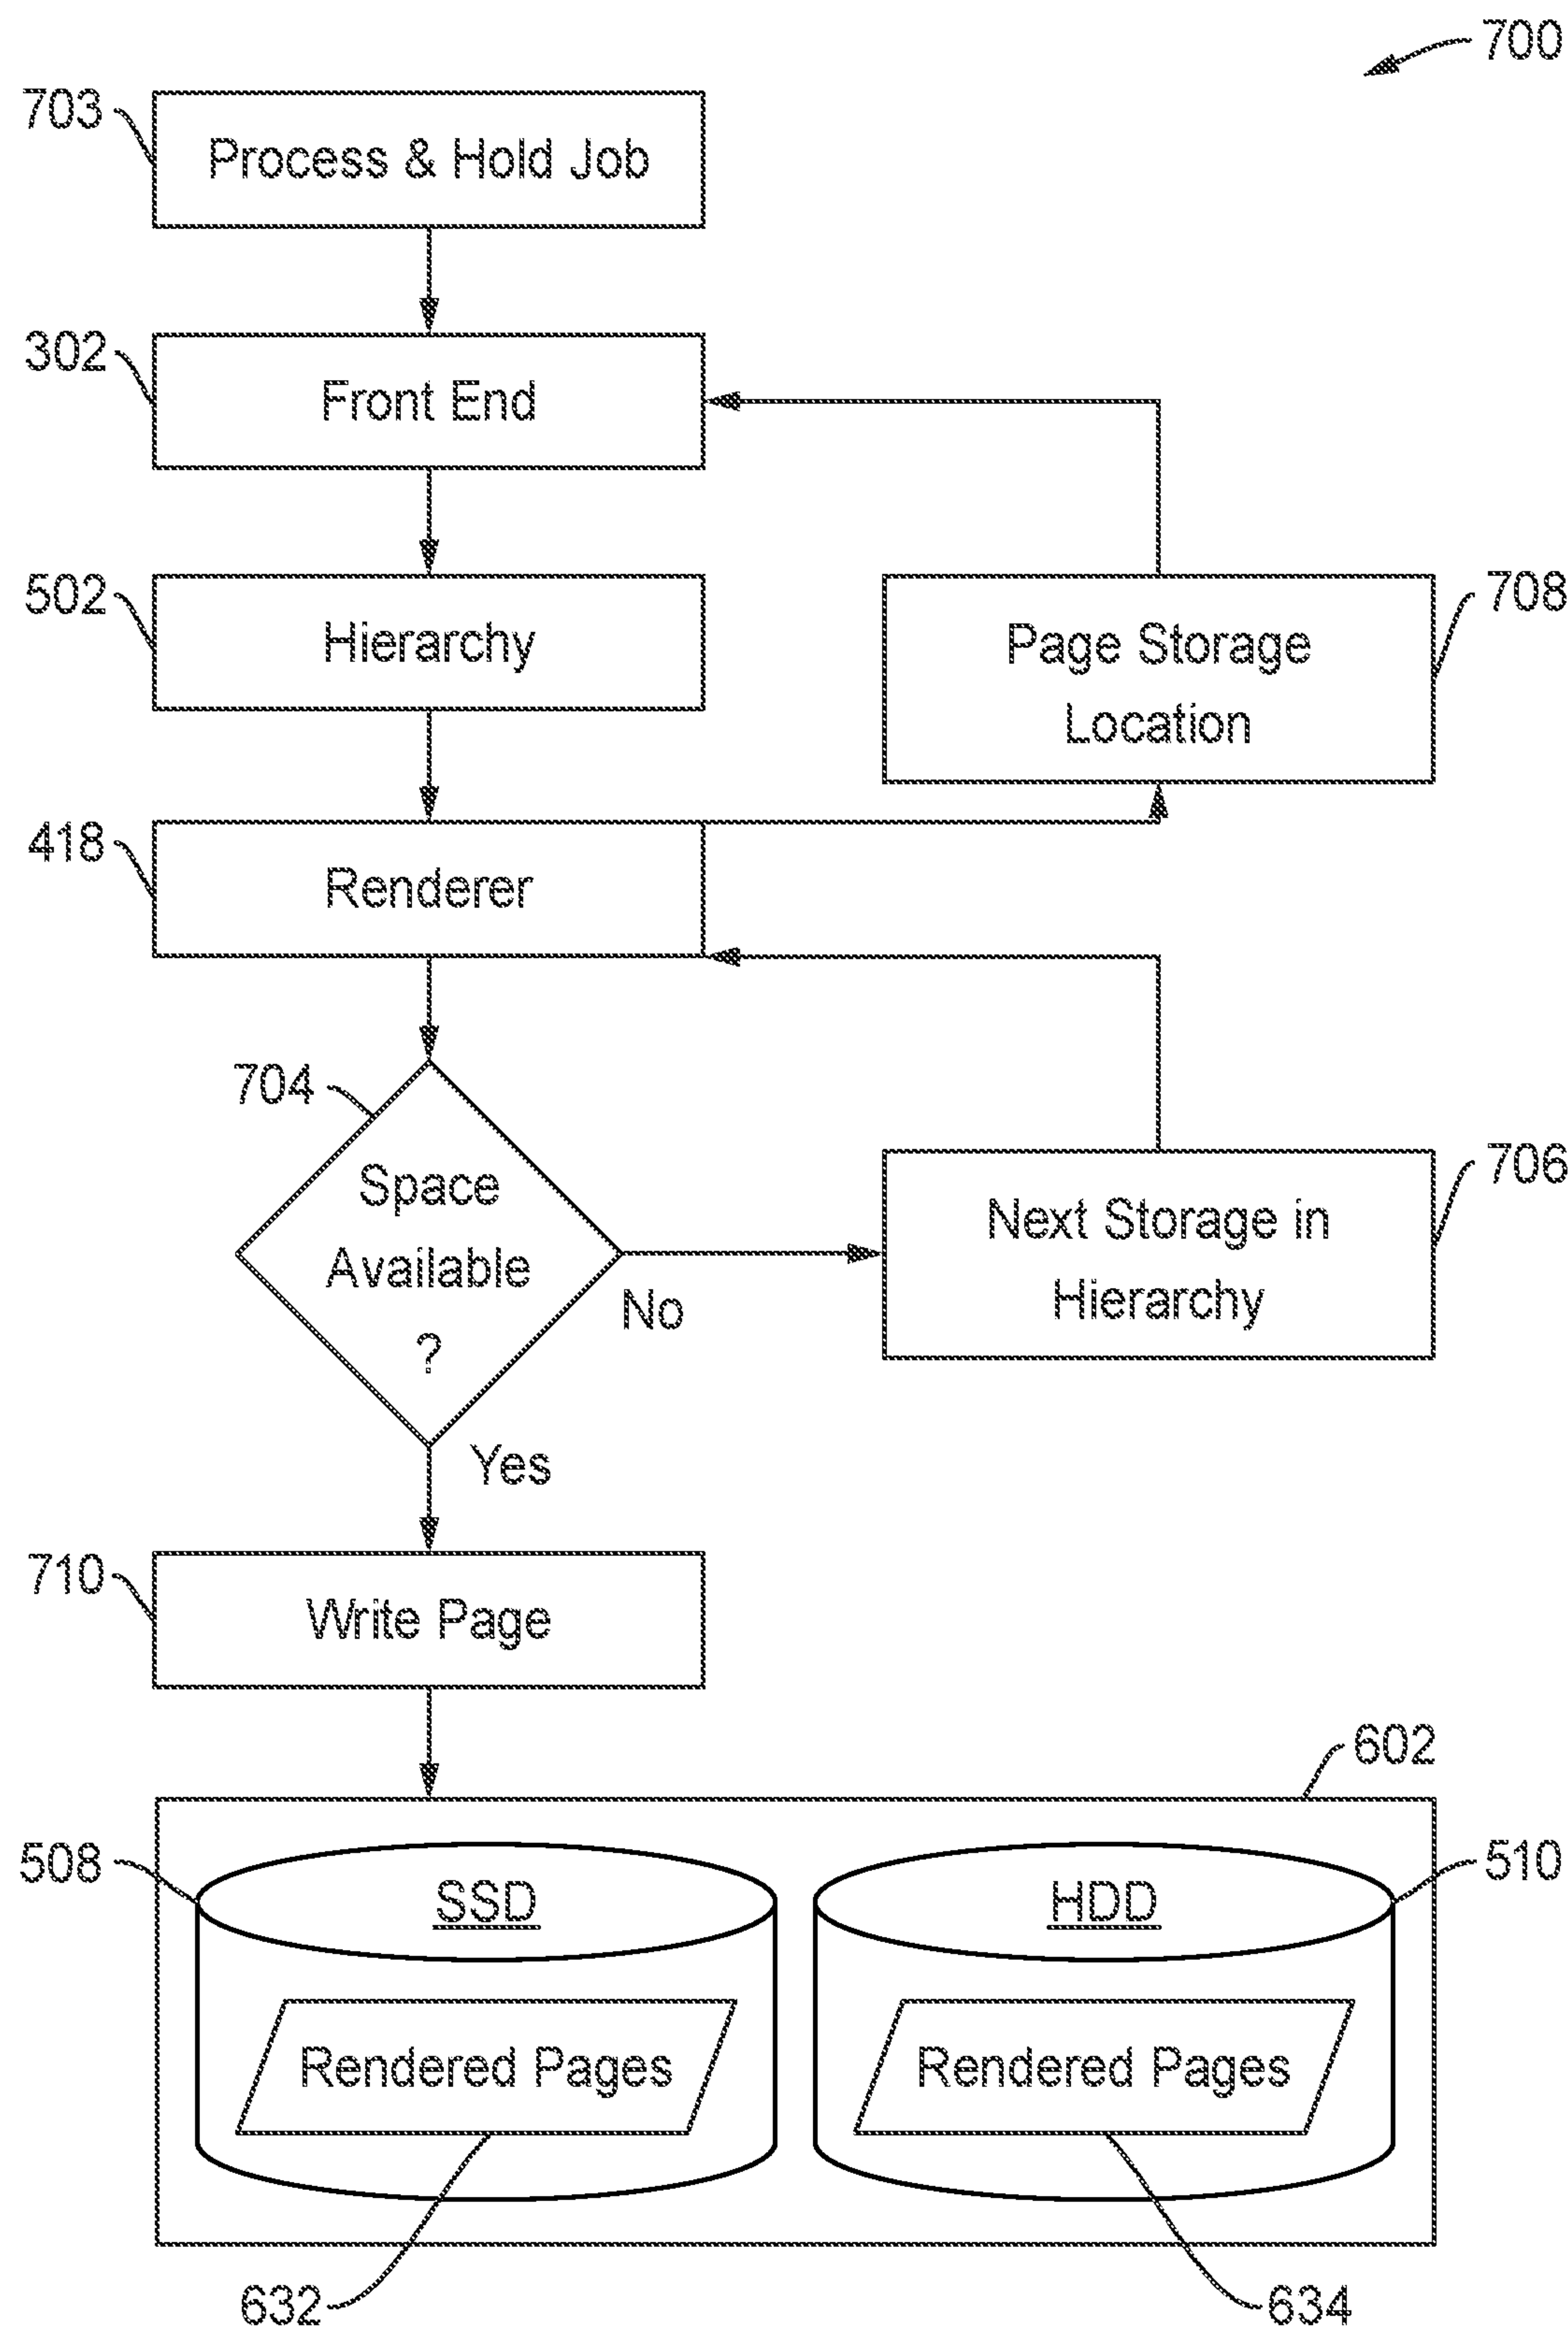 700
703
Process & Hold Job
302
Front End
502
Hierarchy
708
Page Storage
Location
418
Renderer
704
Space
Available
?
No
706
Next Storage in
Hierarchy
Yes
710
Write Page
602
508
SSD
HDD
510
Rendered Pages
Rendered Pages
632
634